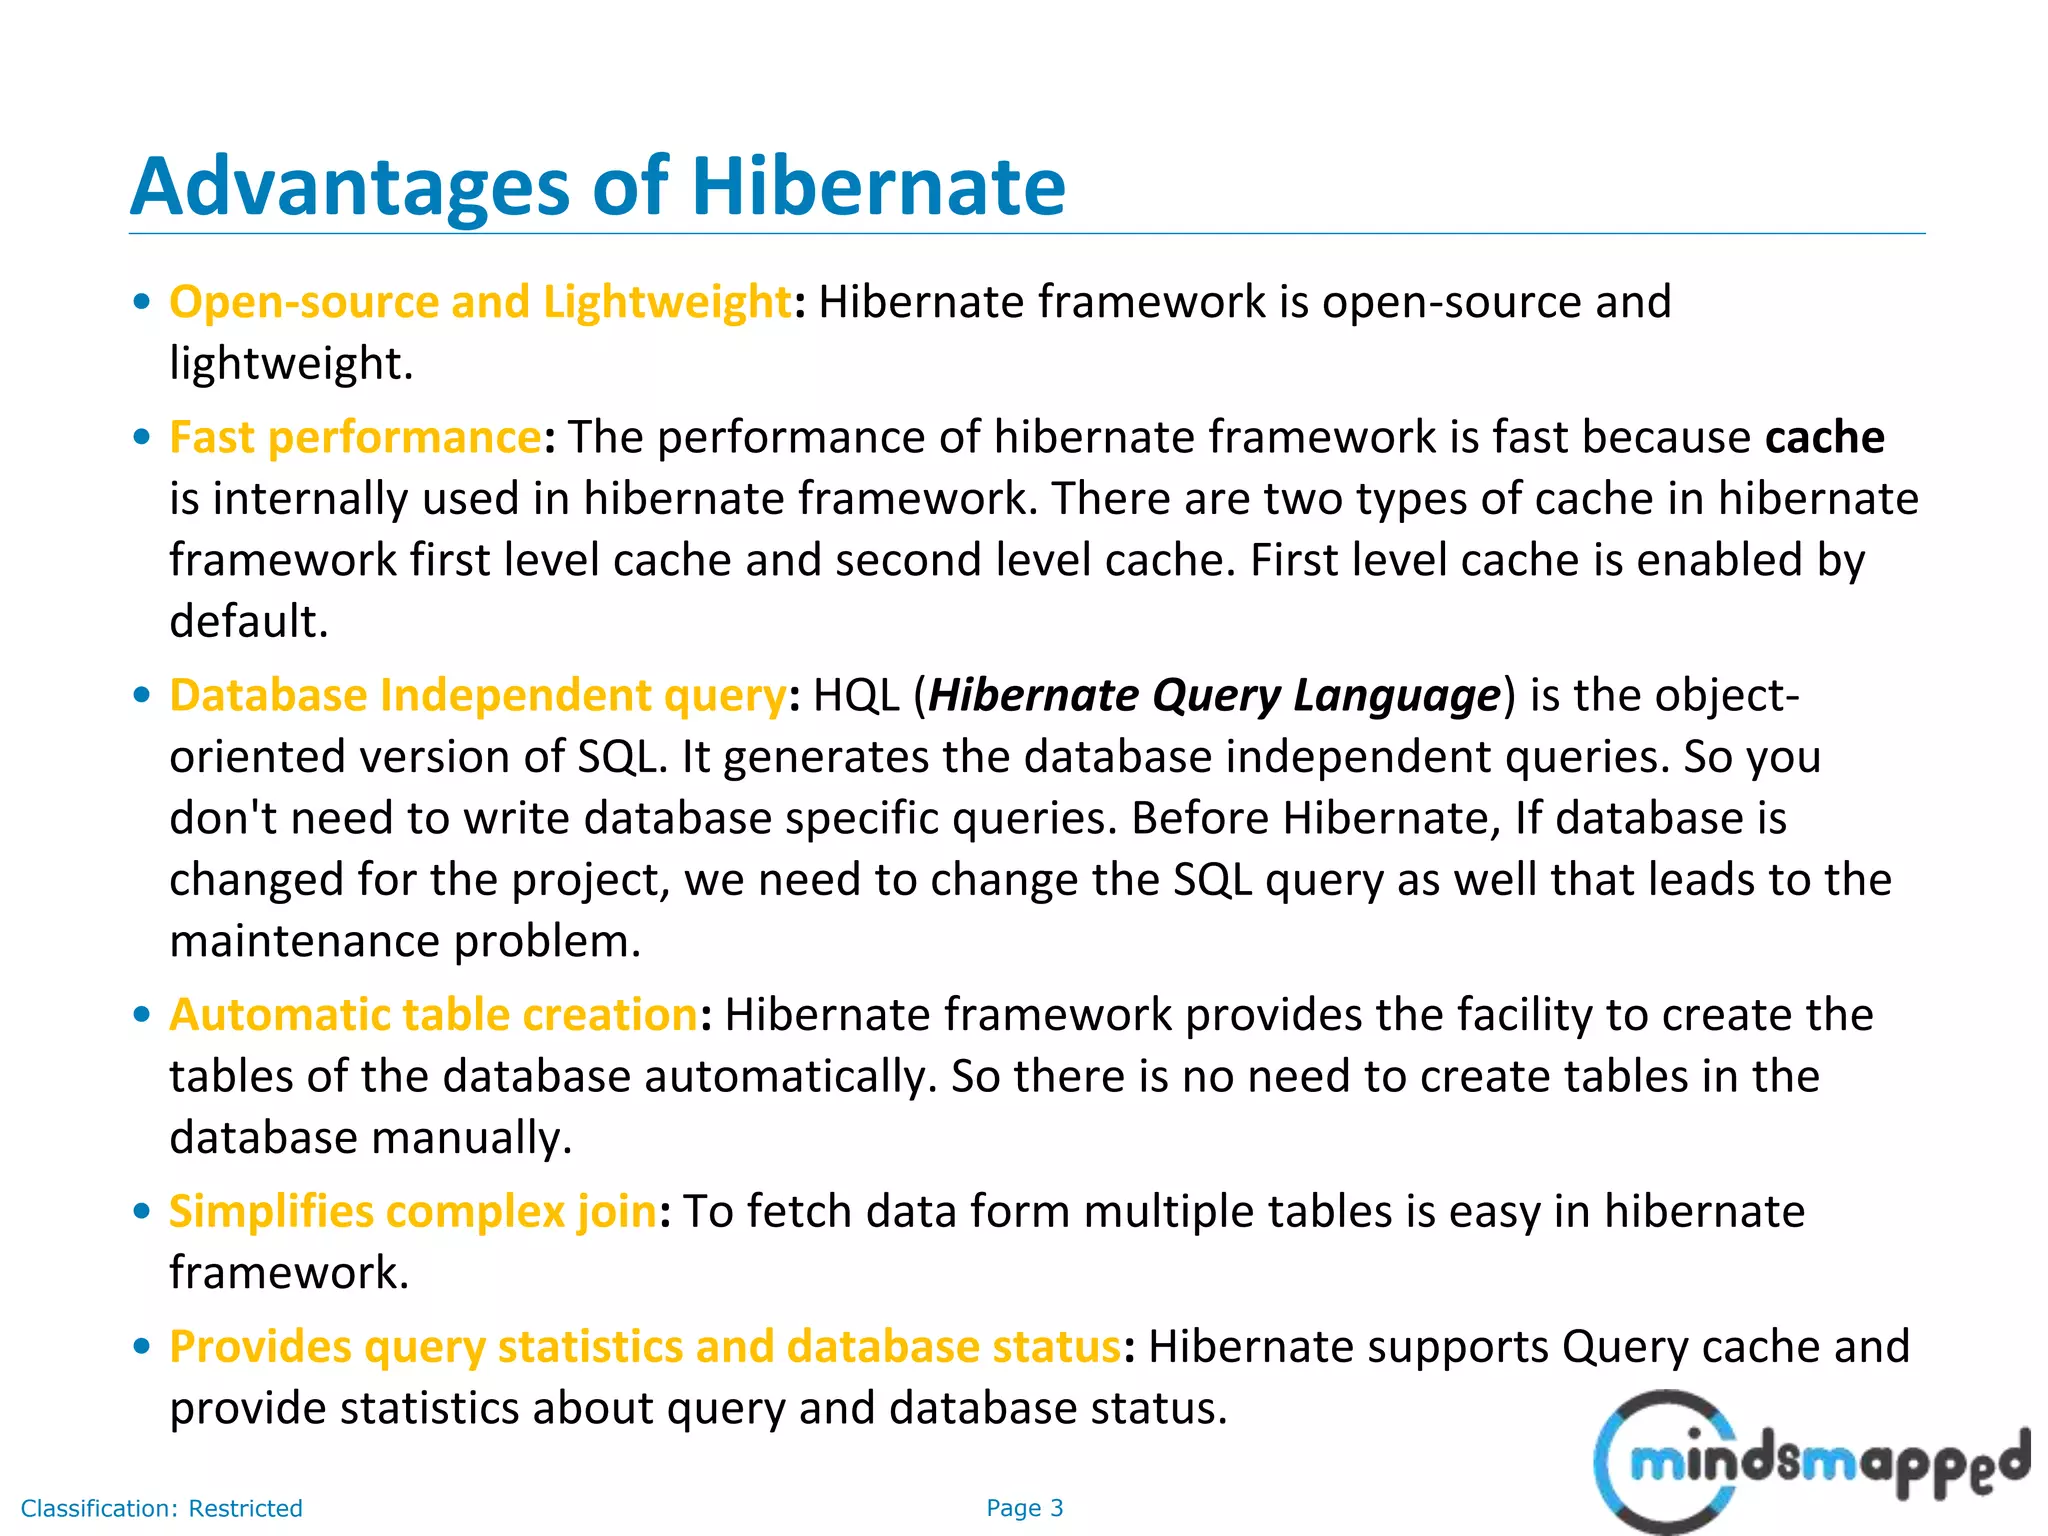 Advantages of Hibernate
• Open-source and Lightweight: Hibernate framework is open-source and
lightweight.
• Fast performance: The performance of hibernate framework is fast because cache
is internally used in hibernate framework. There are two types of cache in hibernate
framework first level cache and second level cache. First level cache is enabled by
default.
• Database Independent query: HQL (Hibernate Query Language) is the object-
oriented version of SQL. It generates the database independent queries. So you
don't need to write database specific queries. Before Hibernate, If database is
changed for the project, we need to change the SQL query as well that leads to the
maintenance problem.
• Automatic table creation: Hibernate framework provides the facility to create the
tables of the database automatically. So there is no need to create tables in the
database manually.
• Simplifies complex join: To fetch data form multiple tables is easy in hibernate
framework.
• Provides query statistics and database status: Hibernate supports Query cache and
provide statistics about query and database status.
mindsmapped
Classification: Restricted
Page 3